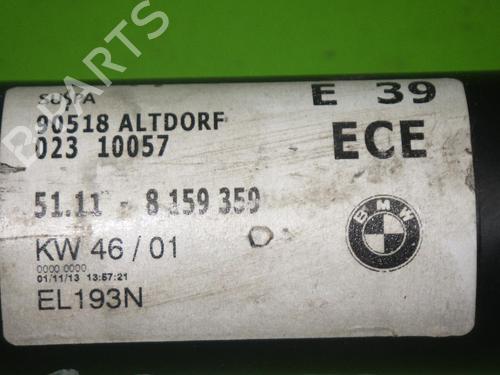 SUSPA
E 39
90518 ALTDORF
ECE
023 10057
51.11 - 8 159 359
BMW
KW 46 / 01
0000 0000
01/11/13 13:57:21
EL193N
B PARTS